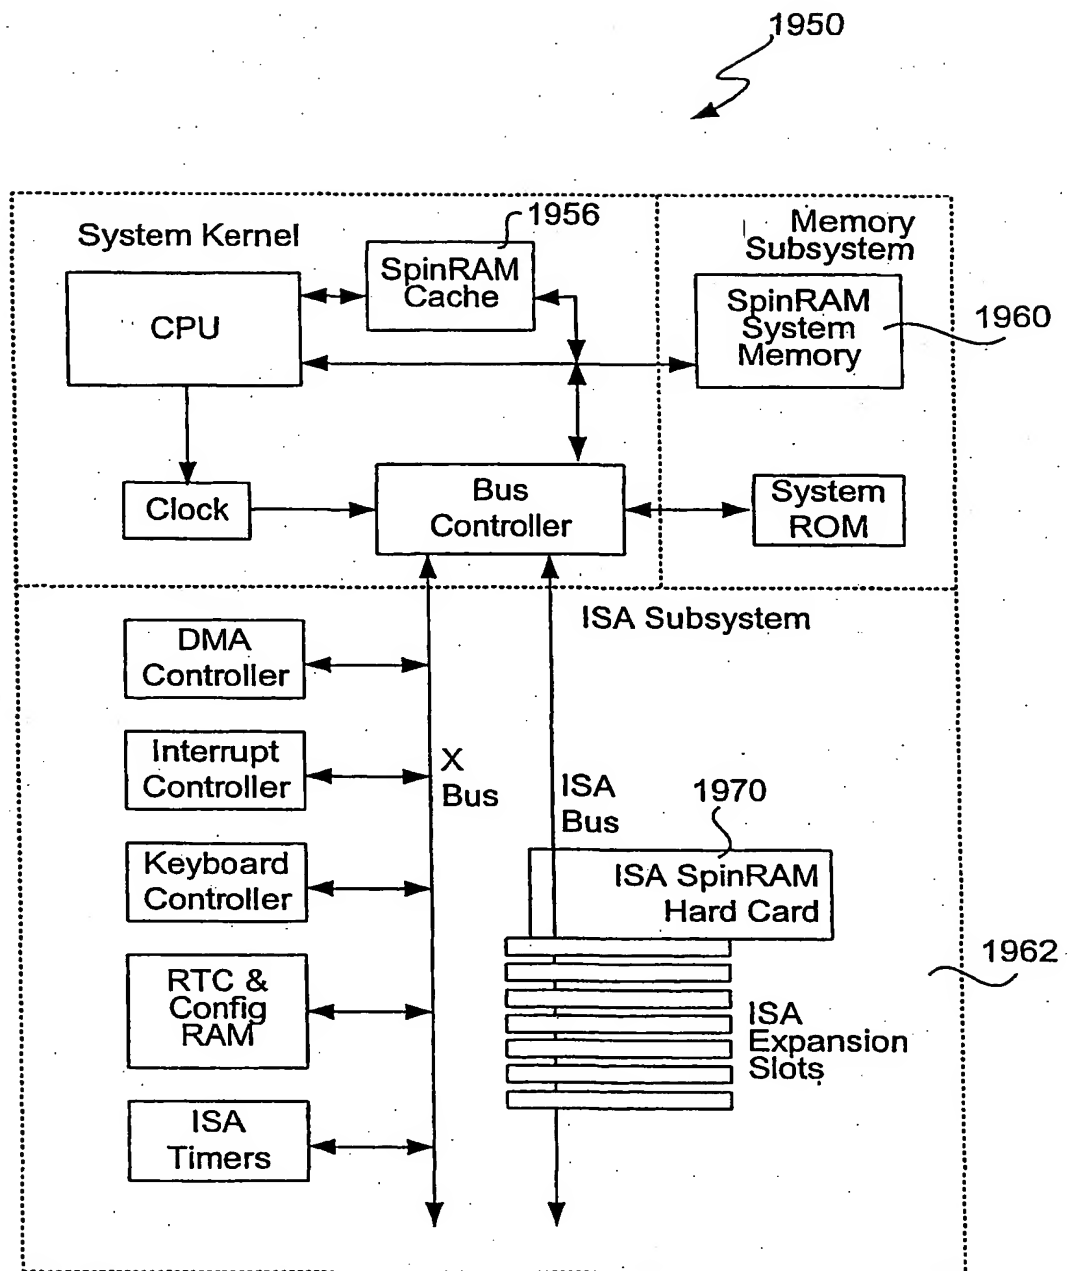 1950
System Kernel
1956
Memory
Subsystem
SpinRAM
Cache
CPU
SpinRAM
System
Memory
1960
Clock
Bus
Controller
System
ROM
ISA Subsystem
DMA
Controller
Interrupt
Controller
X
Bus
ISA
Bus
1970
Keyboard
Controller
ISA SpinRAM
Hard Card
1962
RTC &
Config
RAM
ISA
Expansion
Slots
ISA
Timers